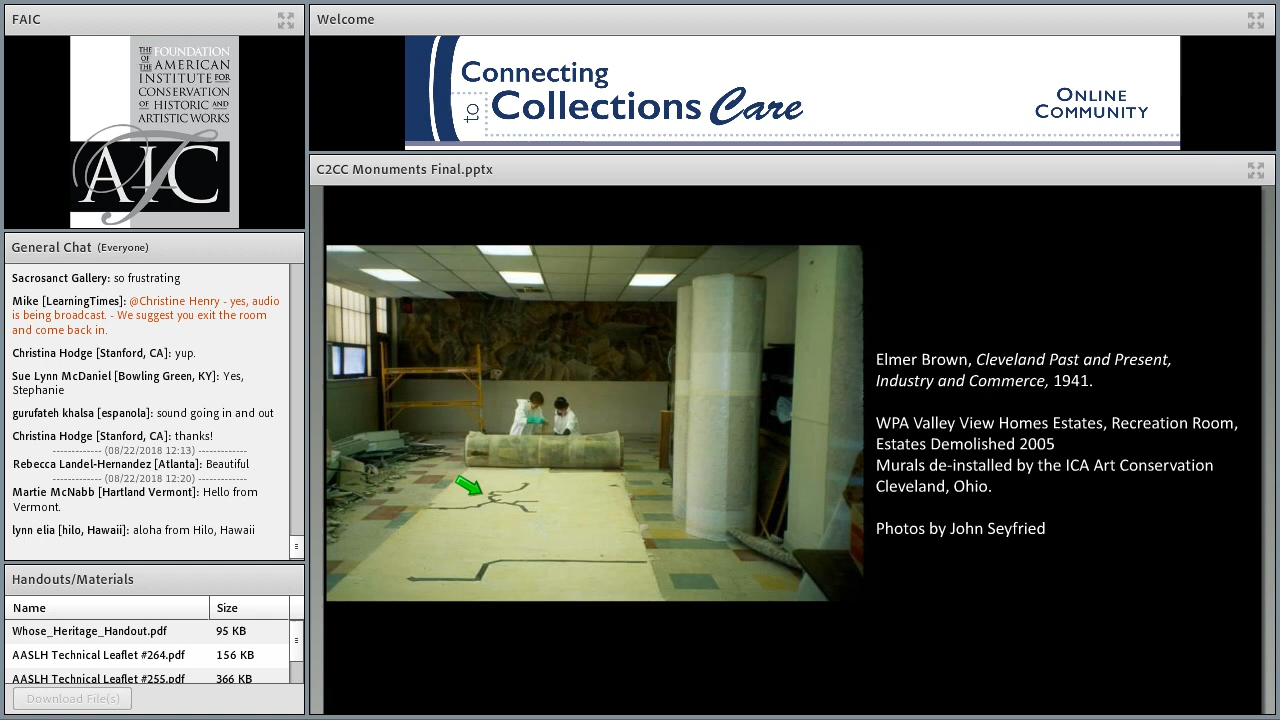 FAIC
THE FOUNDATION
OF THE AMERICAN
INSTITUTE FOR
CONSERVATION
OF HISTORIC AND
ARTISTIC WORKS
FAIC
General Chat (Everyone)
Sacrosanct Gallery: so frustrating
Mike [LearningTimes]: @Christine Henry - yes, audio
is being broadcast. - We suggest you exit the room
and come back in.
Christina Hodge [Stanford, CA]: yup.
Sue Lynn McDaniel [Bowling Green, KY]: Yes,
Stephanie
gurufateh khalsa [espanola]: sound going in and out
Christina Hodge [Stanford, CA]: thanks!
------------- (08/22/2018 12:13) -------------
Rebecca Landel-Hernandez [Atlanta]: Beautiful
------------- (08/22/2018 12:20) -------------
Martie McNabb [Hartland Vermont]: Hello from
Vermont.
lynn elia [hilo, Hawaii]: aloha from Hilo, Hawaii
Handouts/Materials
Name Size
Whose_Heritage_Handout.pdf 95 KB
AASLH Technical Leaflet #264.pdf 156 KB
AASLH Technical Leaflet #255.pdf 366 KB
Download File(s)
Welcome
Connecting
to Collections Care
ONLINE
COMMUNITY
C2CC Monuments Final.pptx
Elmer Brown, Cleveland Past and Present,
Industry and Commerce, 1941.
WPA Valley View Homes Estates, Recreation Room,
Estates Demolished 2005
Murals de-installed by the ICA Art Conservation
Cleveland, Ohio.
Photos by John Seyfried